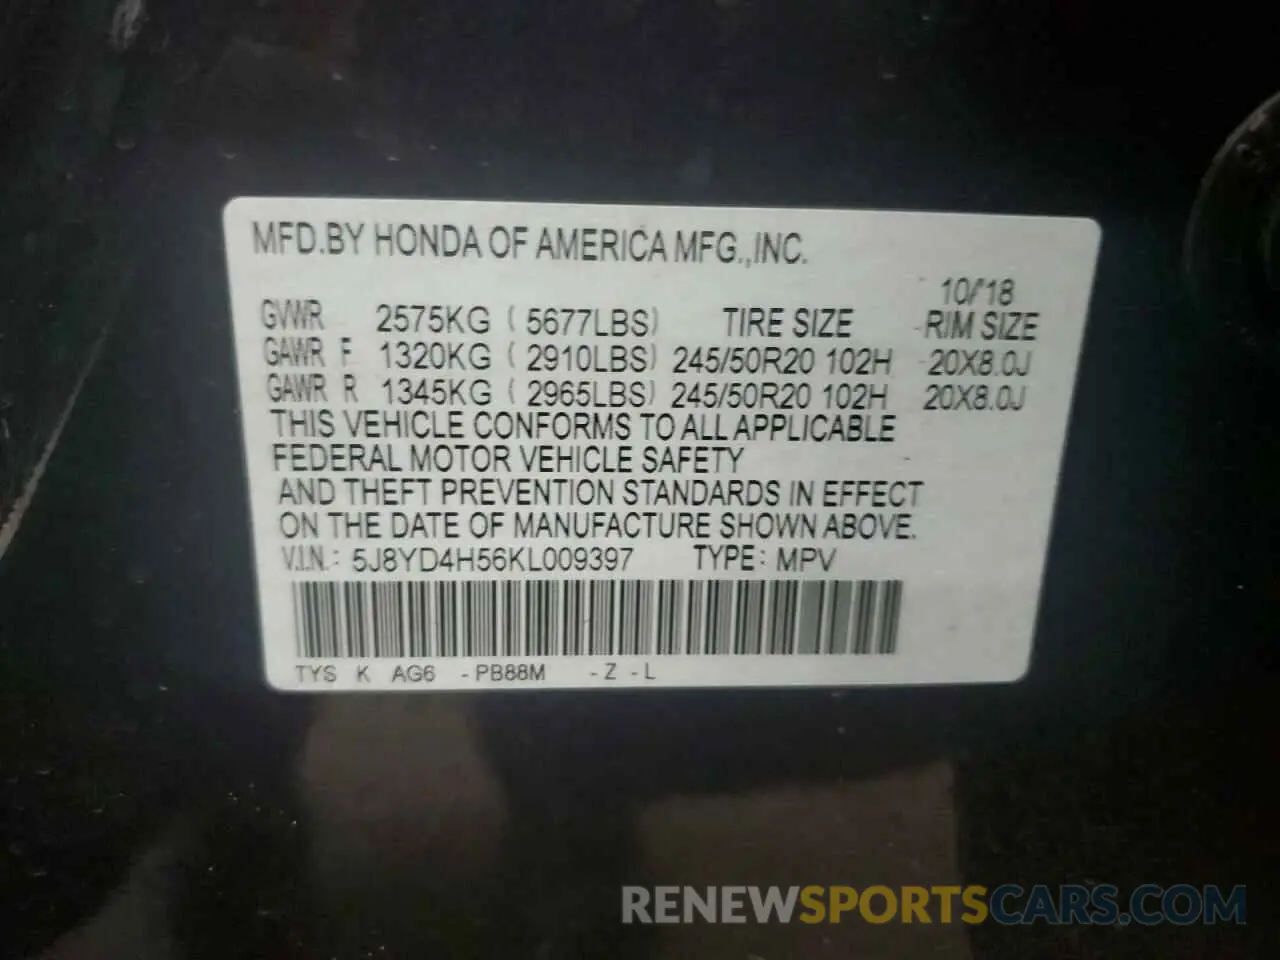 MFD.BY HONDA OF AMERICA MFG.,INC.
10/'18
GVWR 2575KG ( 5677LBS) TIRE SIZE RIM SIZE
GAWR F 1320KG ( 2910LBS) 245/50R20 102H 20X8.0J
GAWR R 1345KG ( 2965LBS) 245/50R20 102H 20X8.0J
THIS VEHICLE CONFORMS TO ALL APPLICABLE
FEDERAL MOTOR VEHICLE SAFETY
AND THEFT PREVENTION STANDARDS IN EFFECT
ON THE DATE OF MANUFACTURE SHOWN ABOVE.
V.I.N.: 5J8YD4H56KL009397 TYPE: MPV
TYS K AG6 -PB88M -Z -L
RENEWSPORTSCARS.COM